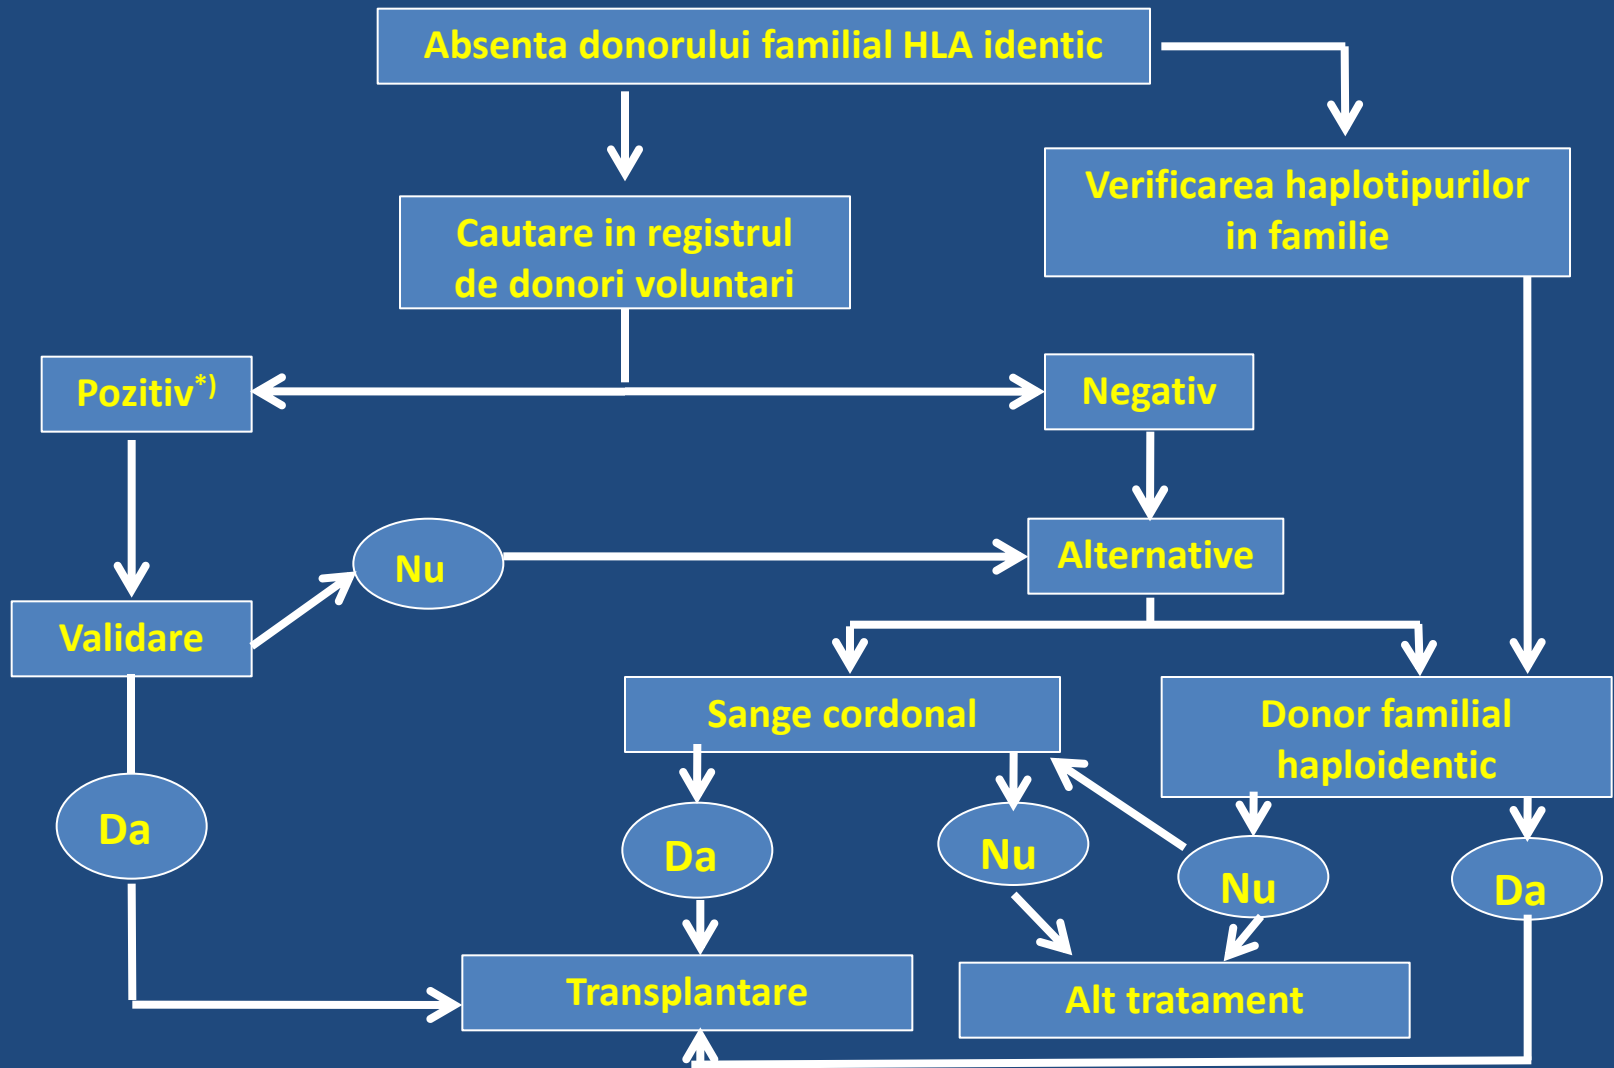 Absenta donorului familial HLA identic
Verificarea haplotipurilor
in familie
Cautare in registrul
de donori voluntari
Pozitiv*)
Negativ
Nu
Alternative
Validare
Sange cordonal
Donor familial
haploidentic
Da
Da
Nu
Nu
Da
Transplantare
Alt tratament